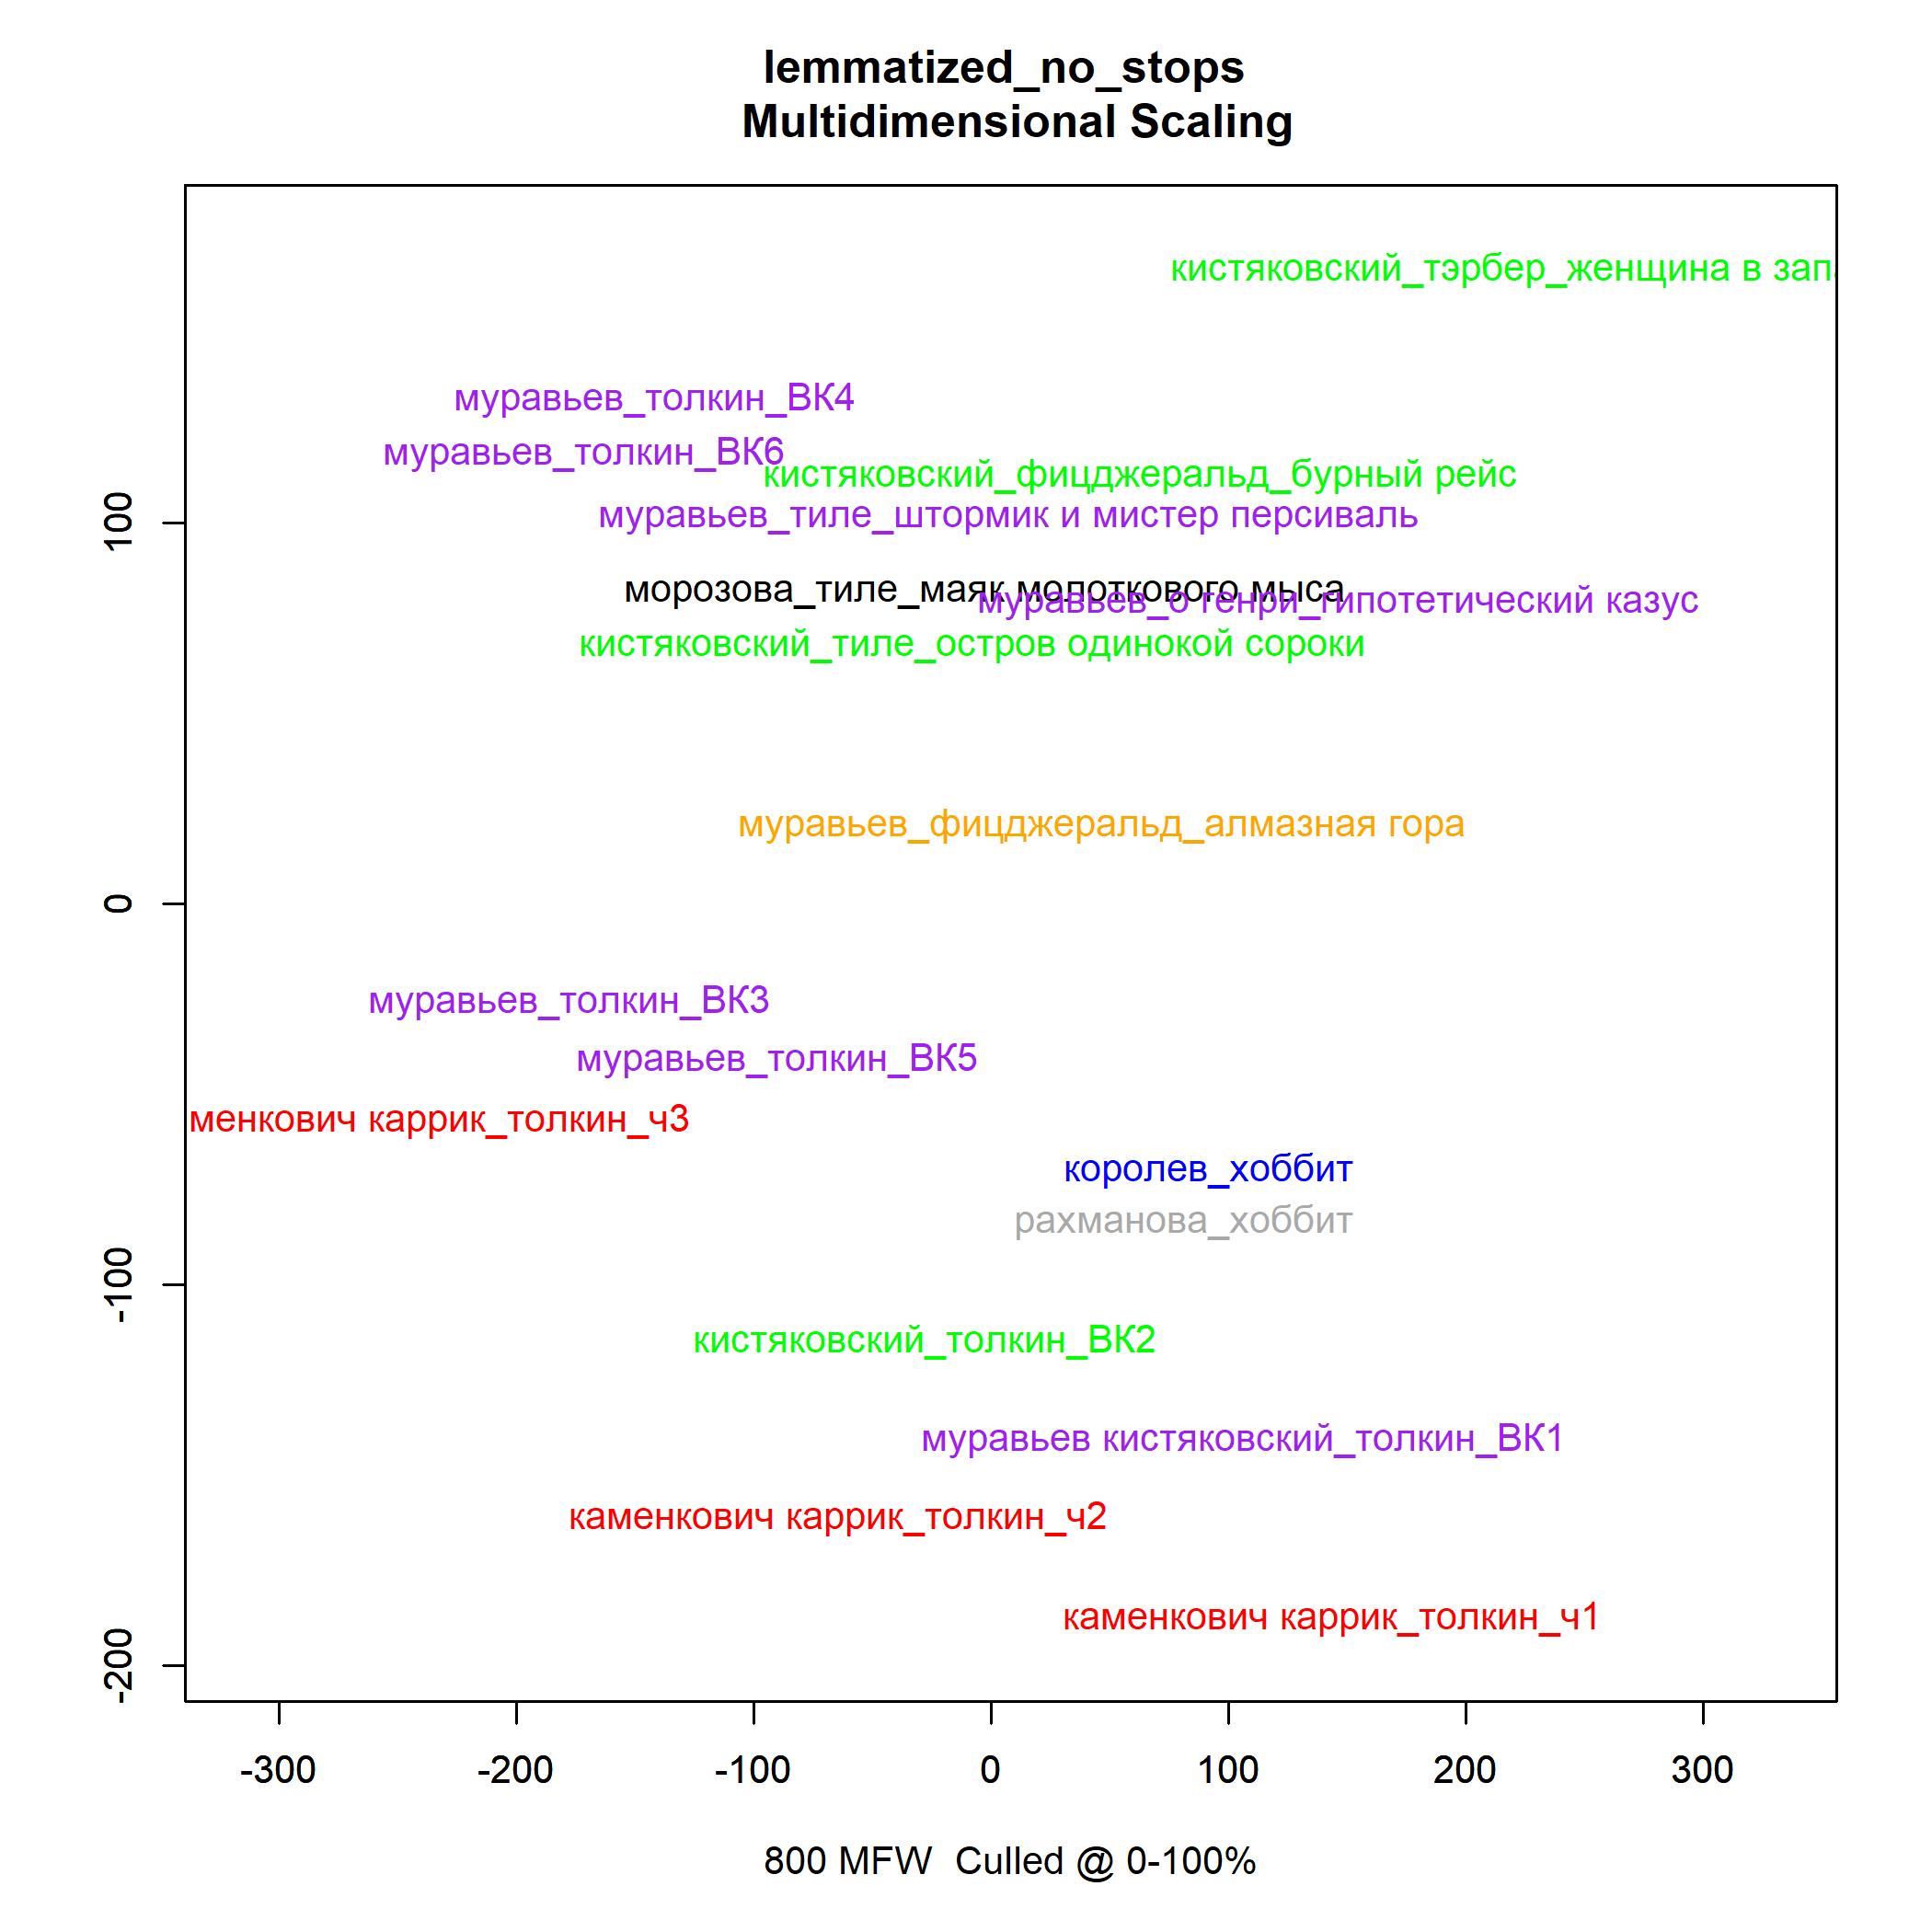 lemmatized_no_stops
Multidimensional Scaling
кистяковский_тэрбер_женщина в зап
муравьев_толкин_ВК4
муравьев_толкин_ВК6
кистяковский_фицджеральд_бурный рейс
муравьев_тиле_штормик и мистер персиваль
морозова_тиле_маяк молоткового мыса
муравьев_о генри_гипотетический казус
кистяковский_тиле_остров одинокой сороки
муравьев_фицджеральд_алмазная гора
муравьев_толкин_ВК3
муравьев_толкин_ВК5
менкович каррик_толкин_ч3
королев_хоббит
рахманова_хоббит
кистяковский_толкин_ВК2
муравьев кистяковский_толкин_ВК1
каменкович каррик_толкин_ч2
каменкович каррик_толкин_ч1
100
0
-100
-200
-300 -200 -100 0 100 200 300
800 MFW Culled @ 0-100%